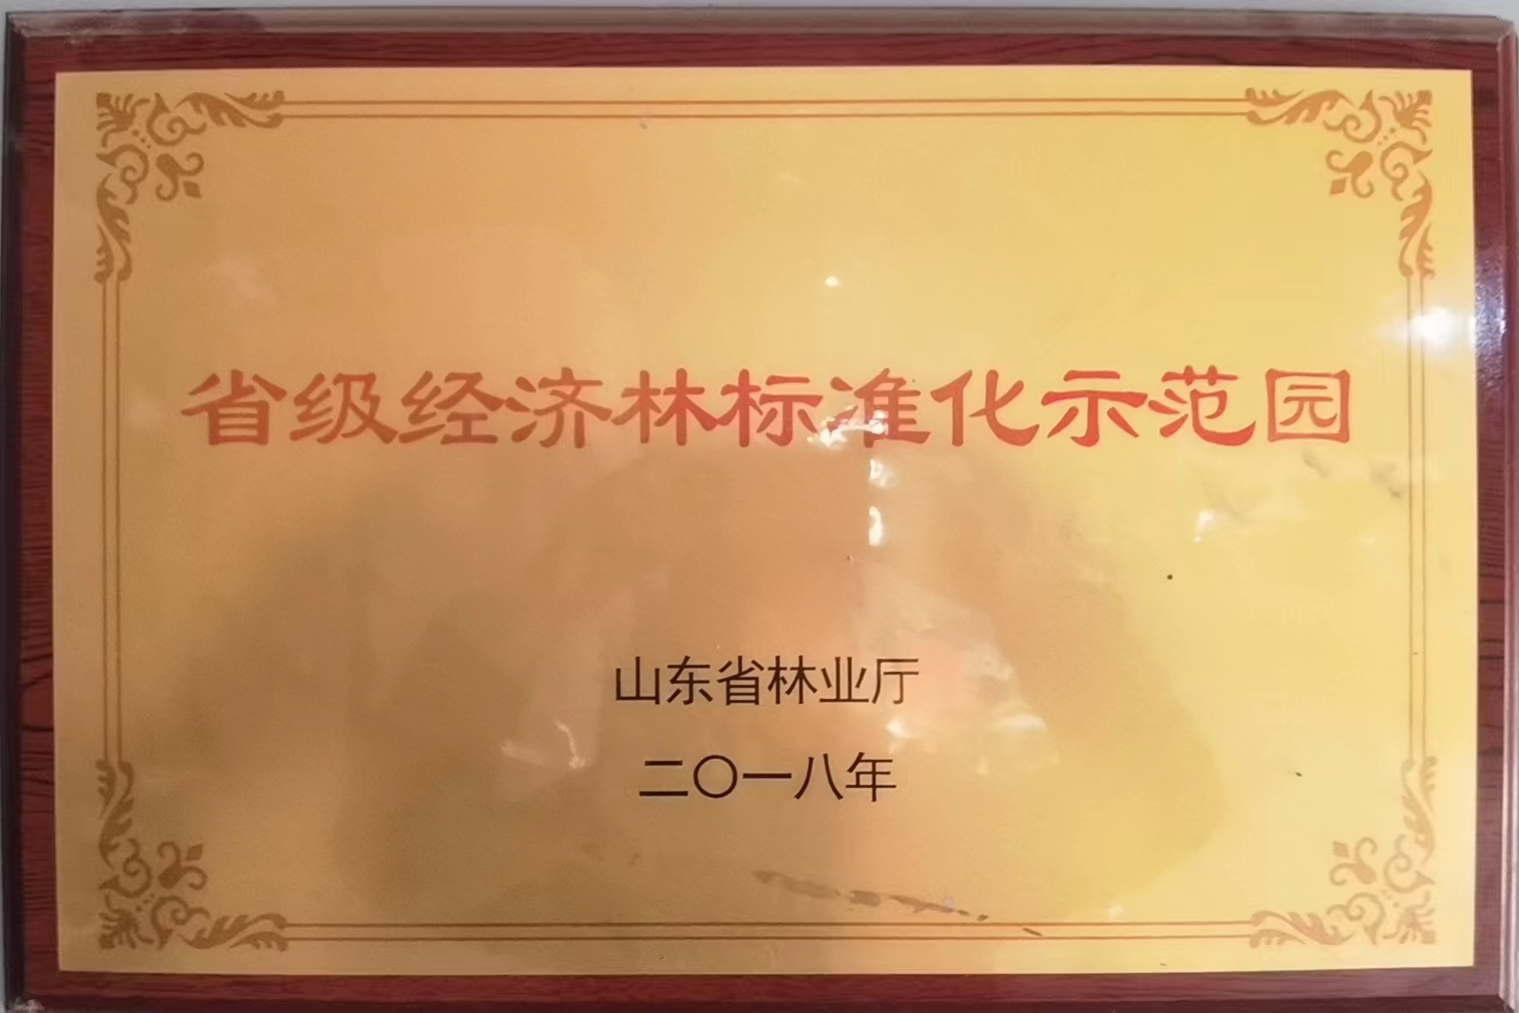 省级经济林标准化示范园
山东省林业厅
二〇一八年